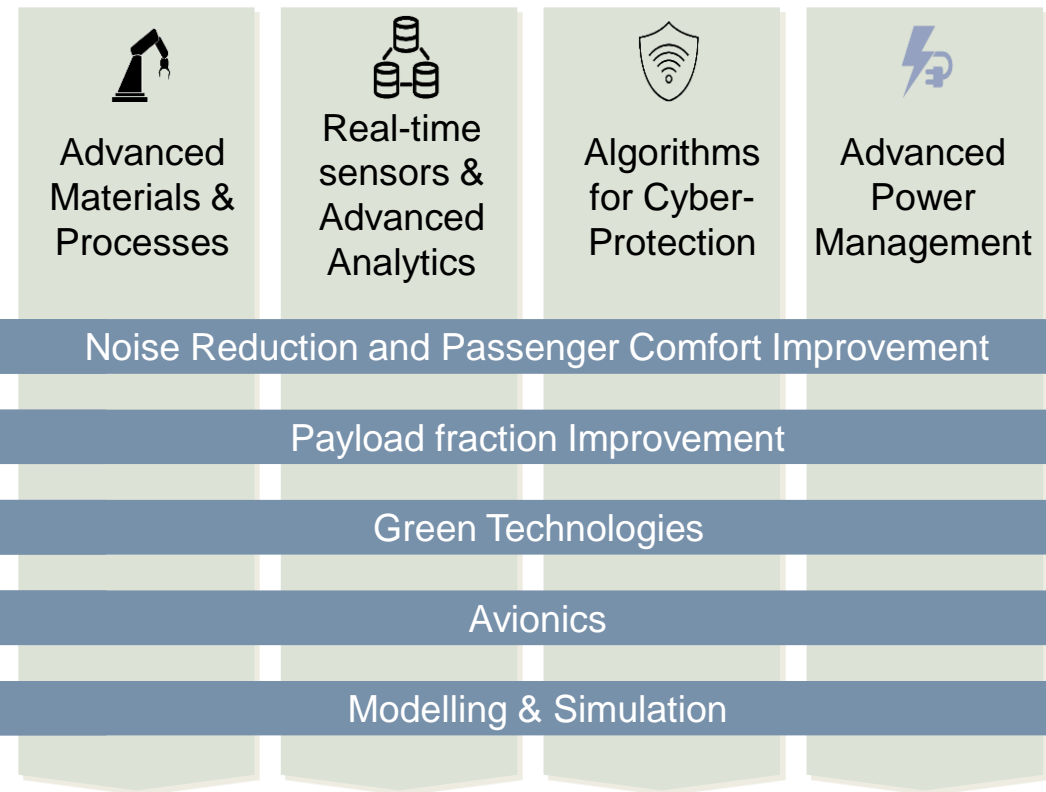 Advanced
Materials &
Processes
Real-time
sensors &
Advanced
Analytics
Algorithms
for Cyber-
Protection
Advanced
Power
Management
Noise Reduction and Passenger Comfort Improvement
Payload fraction Improvement
Green Technologies
Avionics
Modelling & Simulation